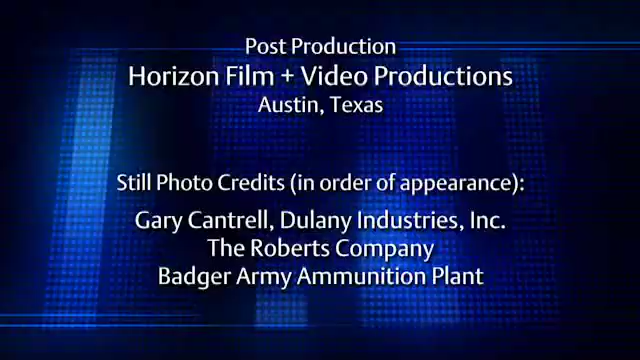 Post Production
Horizon Film + Video Productions
Austin, Texas
Still Photo Credits (in order of appearance):
Gary Cantrell, Dulany Industries, Inc.
The Roberts Company
Badger Army Ammunition Plant